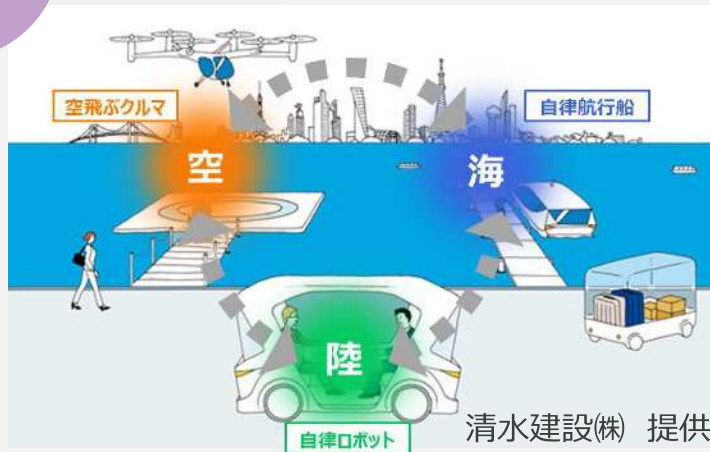 空飛ぶクルマ
自律航行船
空
海
陸
自律ロボット
清水建設㈱ 提供